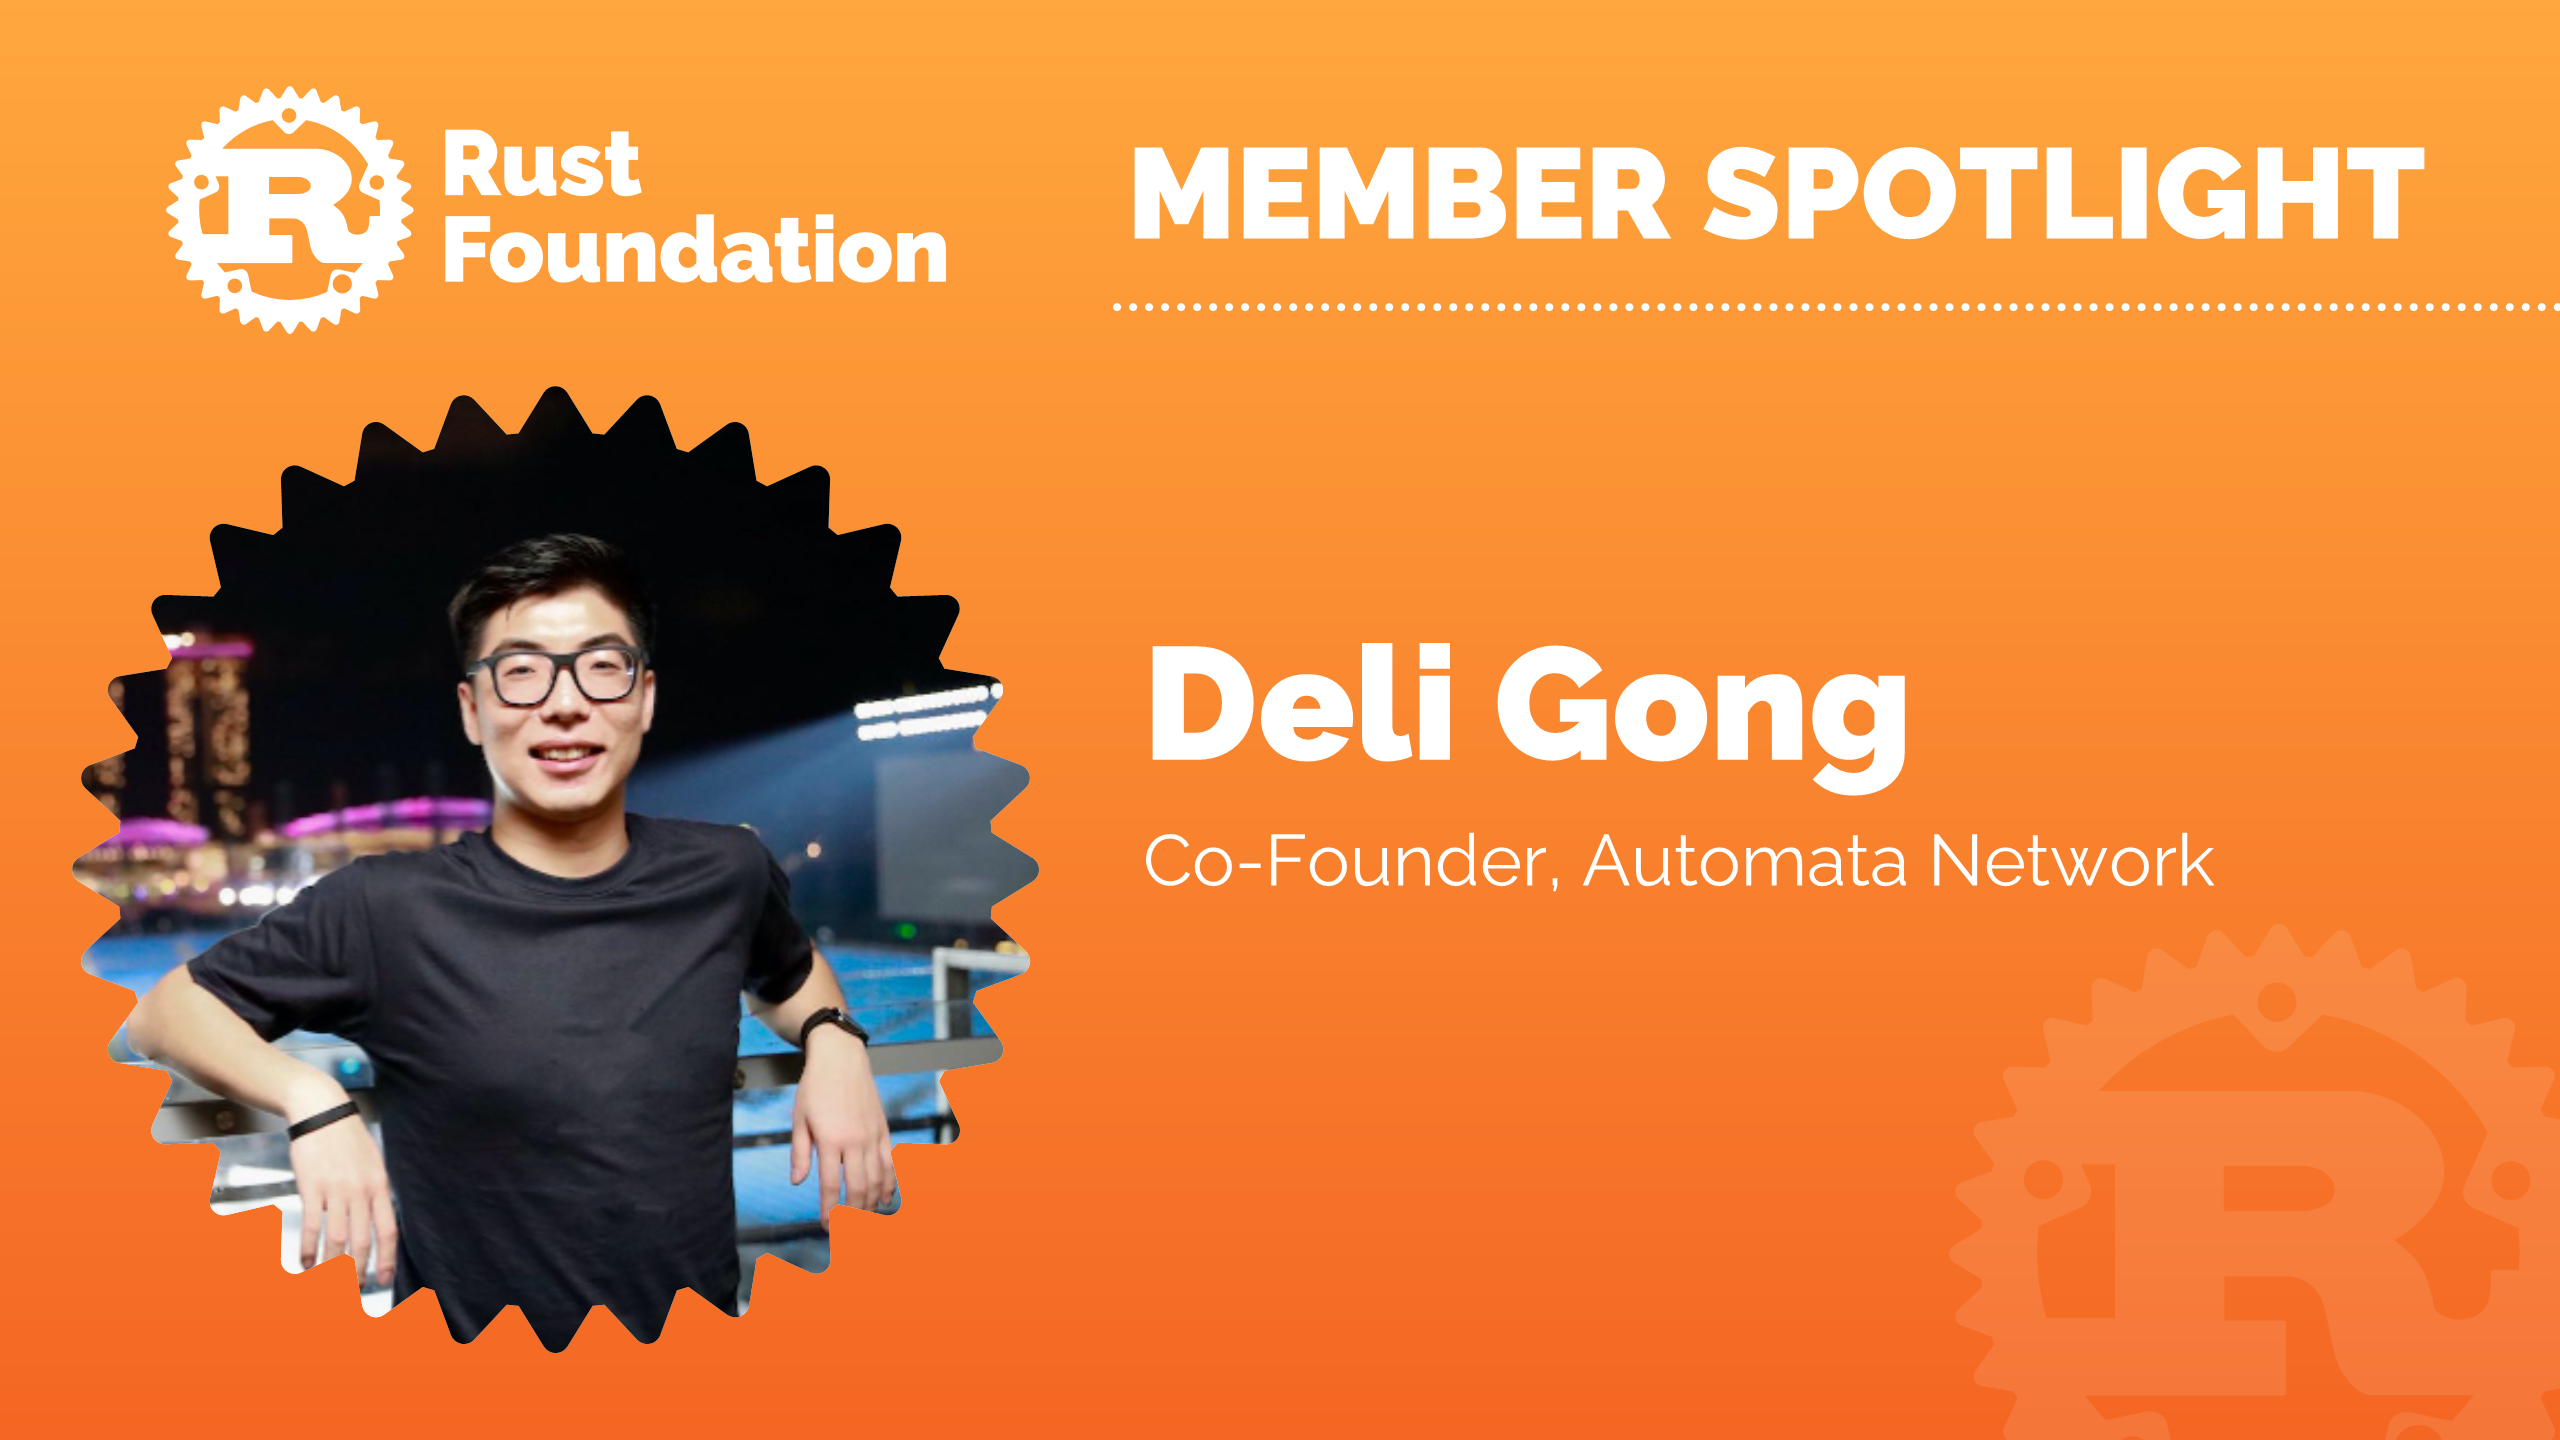 Rust
Foundation
MEMBER SPOTLIGHT
Deli Gong
Co-Founder, Automata Network